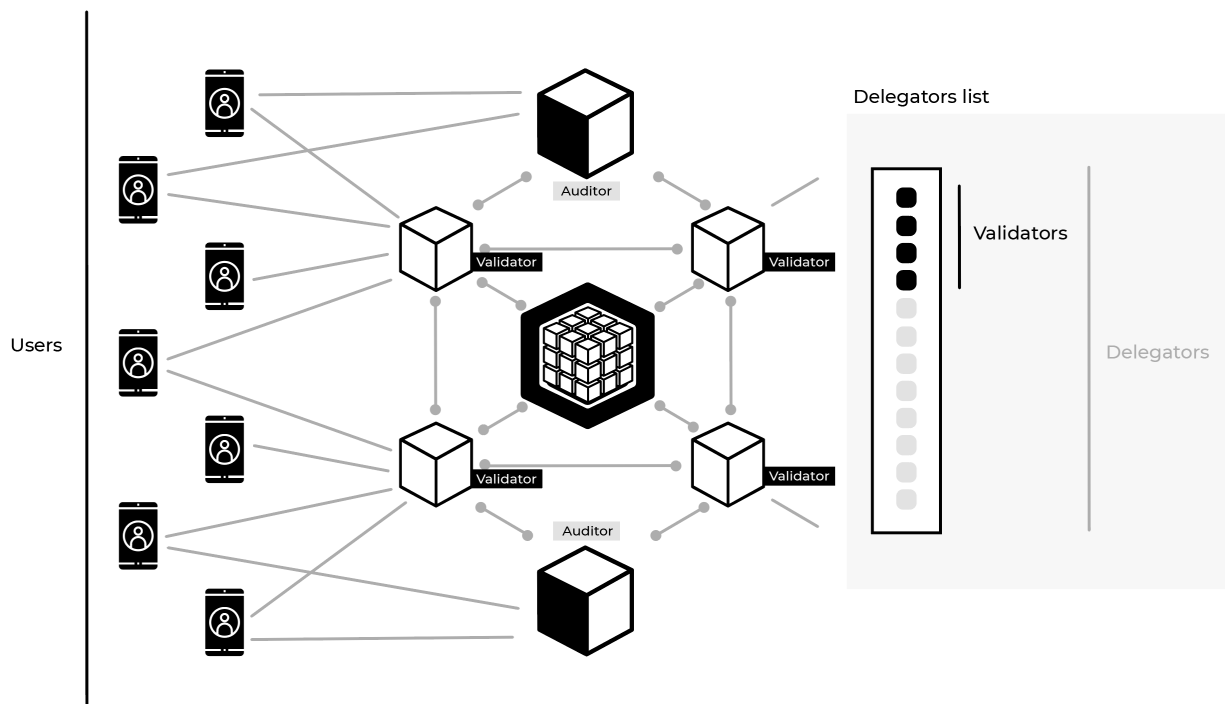 Users
Auditor
Validator
Validator
Validator
Validator
Auditor
Delegators list
Validators
Delegators